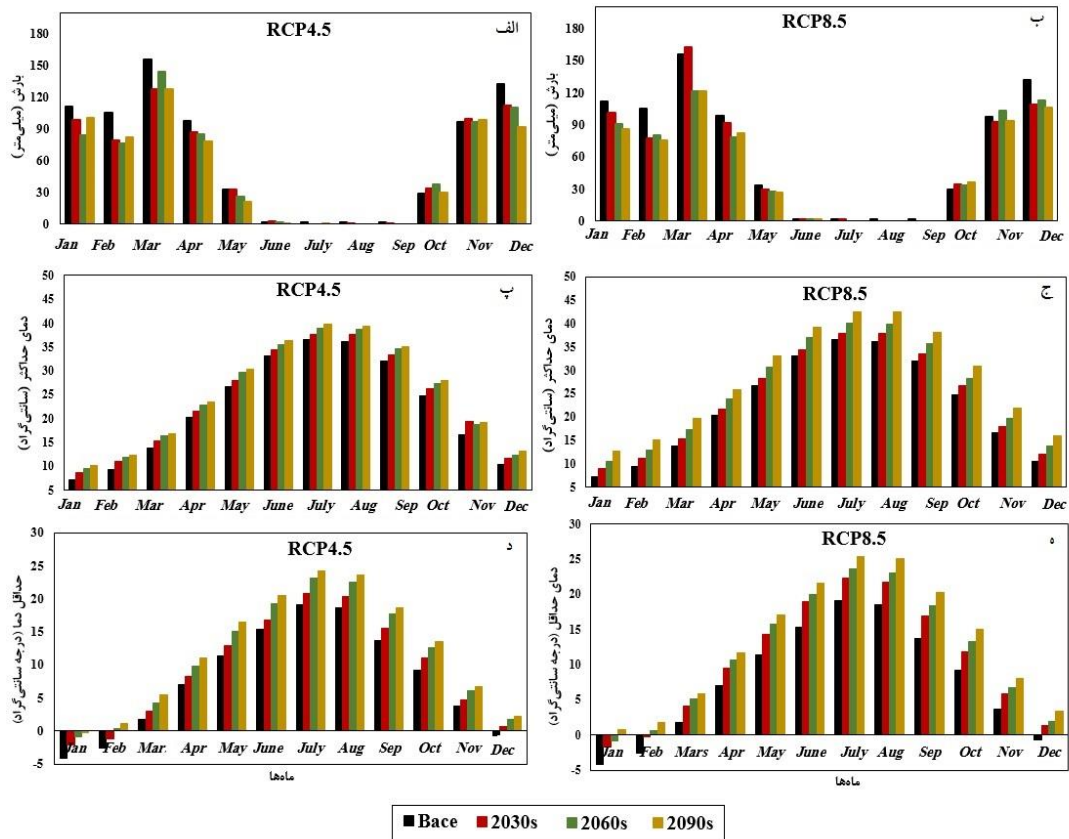 RCP4.5
الف
بارش (میلی‌متر)
180
150
120
90
60
30
0
Jan Feb Mar Apr May June July Aug Sep Oct Nov Dec
RCP8.5
ب
بارش (میلی‌متر)
180
150
120
90
60
30
0
Jan Feb Mar Apr May June July Aug Sep Oct Nov Dec
RCP4.5
پ
دمای حداکثر (سانتی‌گراد)
50
45
40
35
30
25
20
15
10
5
Jan Feb Mar Apr May June July Aug Sep Oct Nov Dec
RCP8.5
ج
دمای حداکثر (سانتی‌گراد)
50
45
40
35
30
25
20
15
10
5
Jan Feb Mar Apr May June July Aug Sep Oct Nov Dec
RCP4.5
د
حداقل دما (درجه سانتی‌گراد)
30
25
20
15
10
5
0
-5
Jan Feb Mar. Apr May June July Aug Sep Oct Nov Dec
ماه‌ها
RCP8.5
ه
دمای حداقل (درجه سانتی‌گراد)
30
25
20
15
10
5
0
-5
Jan Feb Mars Apr May June July Aug Sep Oct Nov Dec
ماه‌ها
Bace 2030s 2060s 2090s